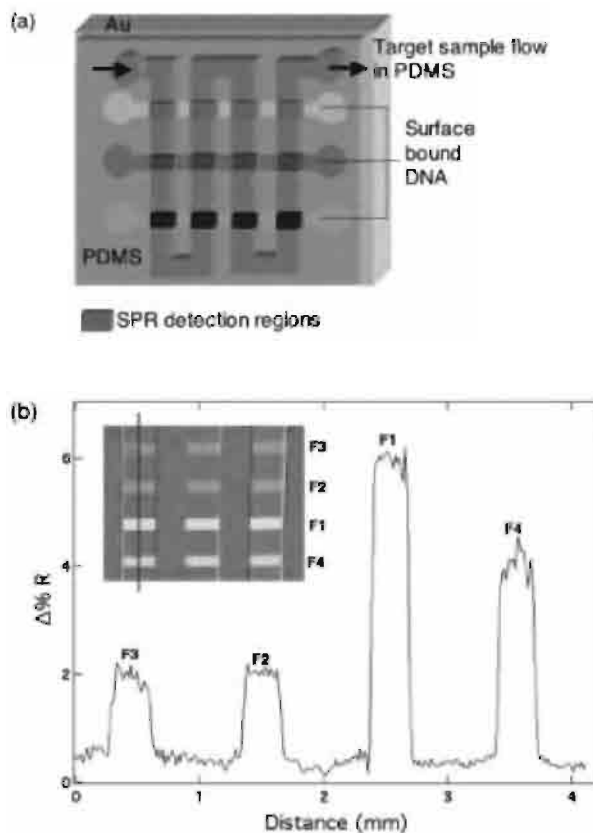 (a)
Au
Target sample flow
in PDMS
Surface
bound
DNA
PDMS
SPR detection regions
(b)
F3
F2
F1
F4
F1
F4
F3
F2
6
4
2
0
Δ% R
0 1 2 3 4
Distance (mm)